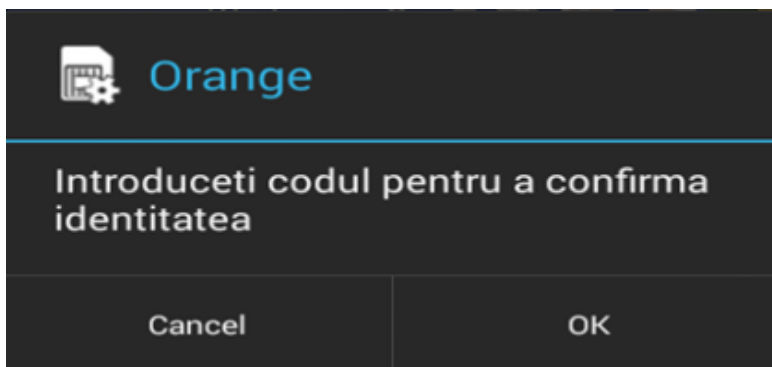 Orange
Introduceti codul pentru a confirma
identitatea
Cancel
OK